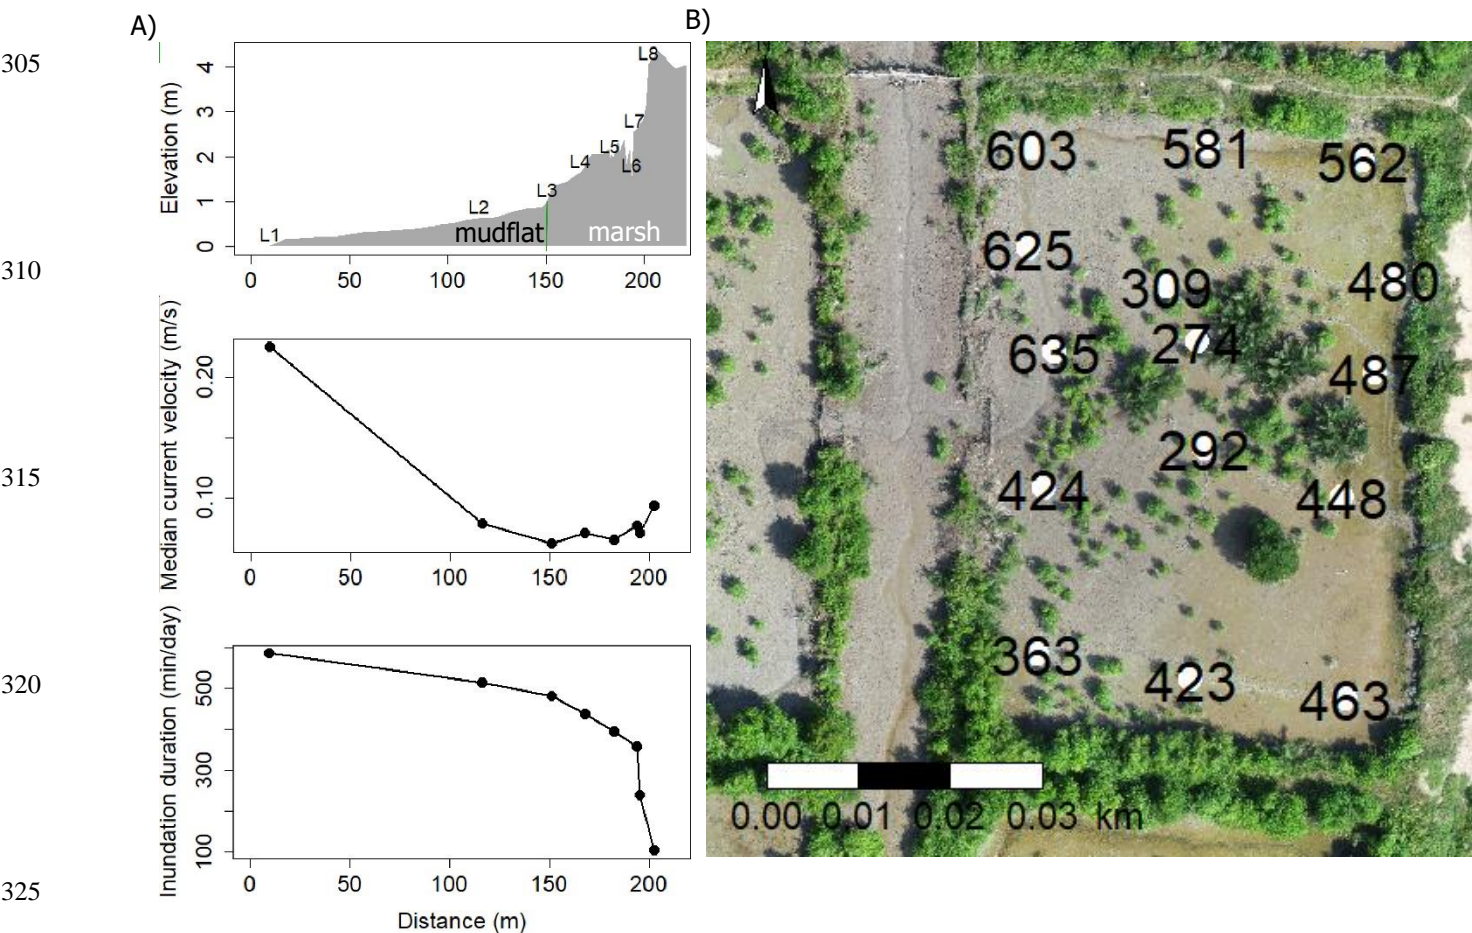 A)
B)
305
310
315
320
325
Elevation (m)
4
3
2
1
0
L1
L2
L3
L4
L5
L6
L7
L8
mudflat
marsh
0 50 100 150 200
Median current velocity (m/s)
0.20
0.10
0 50 100 150 200
Inundation duration (min/day)
500
300
100
0 50 100 150 200
Distance (m)
603 581 562
625 309 480
635 274 487
292
424 448
363 423 463
0.00 0.01 0.02 0.03 km